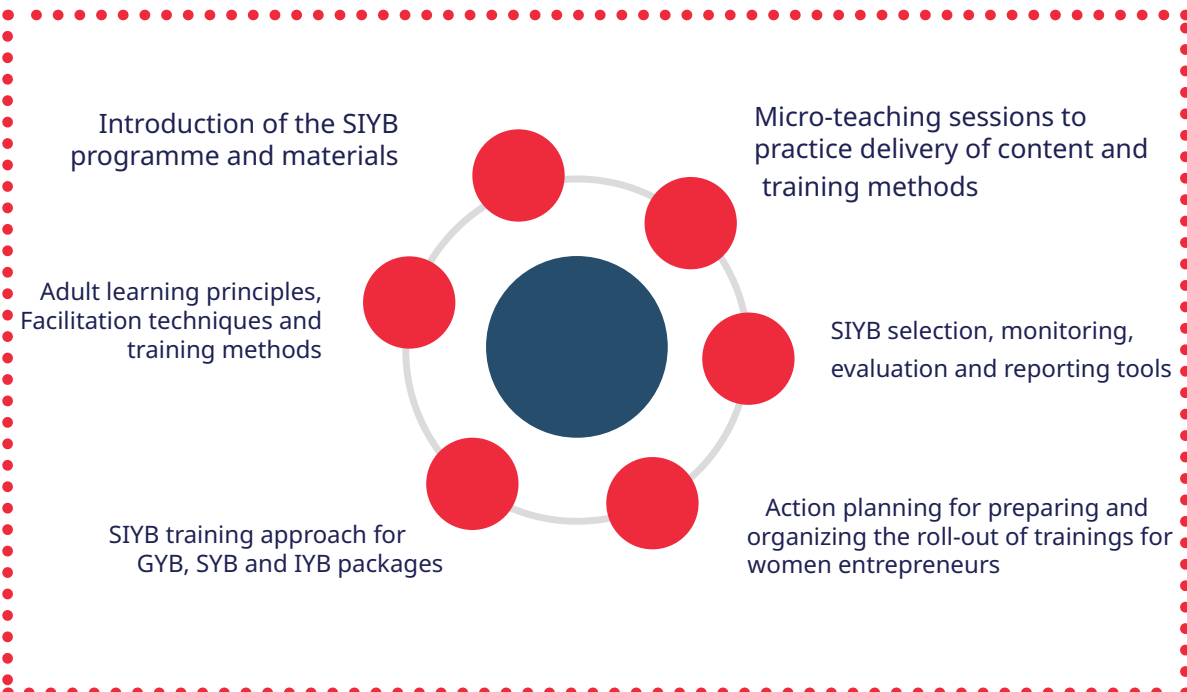 Introduction of the SIYB
programme and materials
Adult learning principles,
Facilitation techniques and
training methods
SIYB training approach for
GYB, SYB and IYB packages
Micro-teaching sessions to
practice delivery of content and
training methods
SIYB selection, monitoring,
evaluation and reporting tools
Action planning for preparing and
organizing the roll-out of trainings for
women entrepreneurs